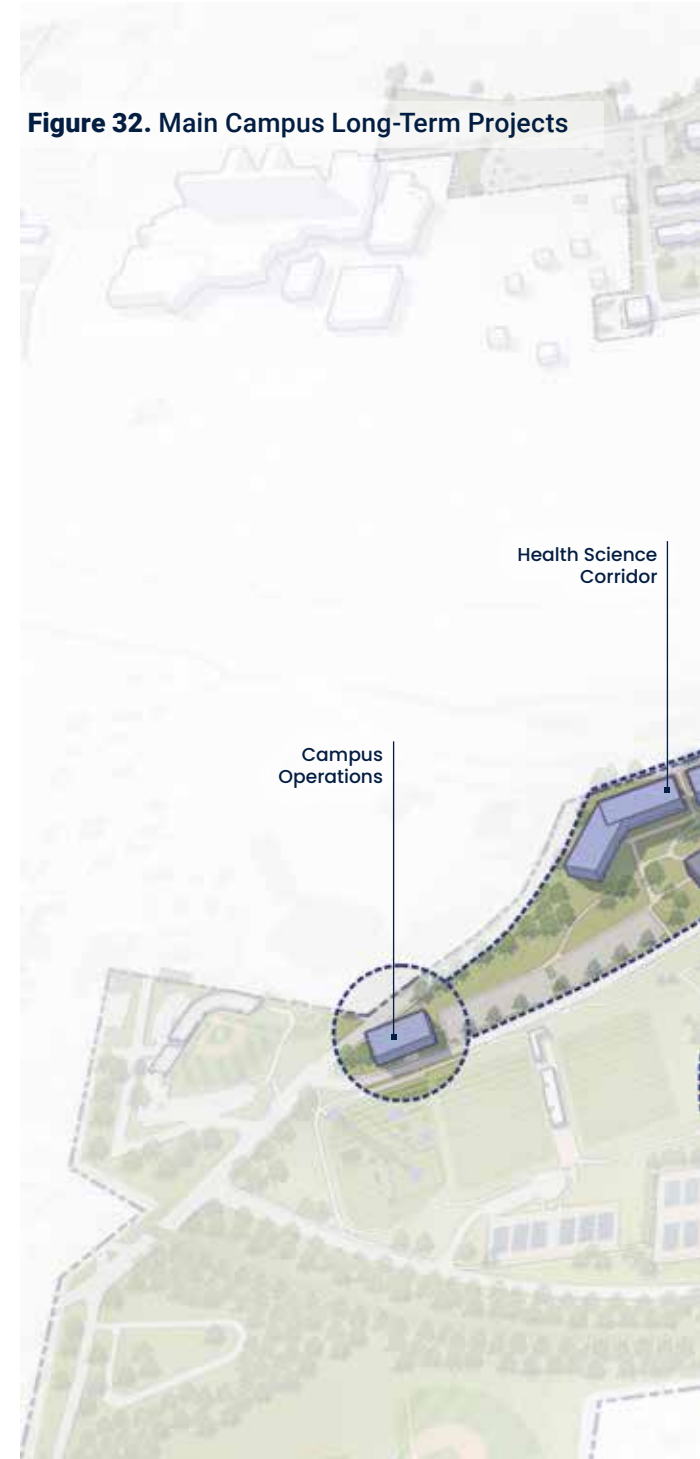 Figure 32. Main Campus Long-Term Projects
Health Science
Corridor
Campus
Operations